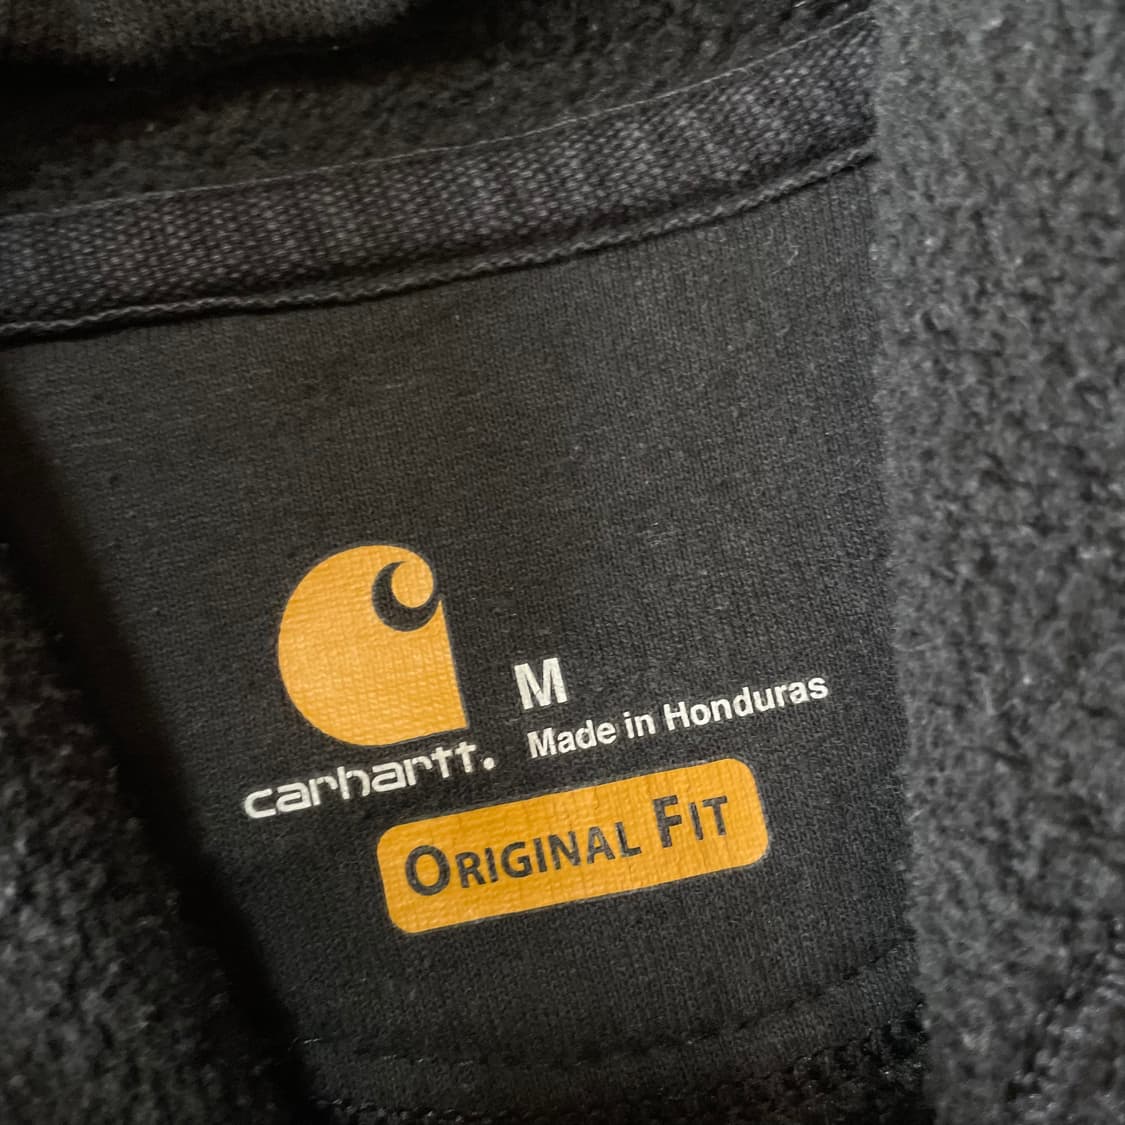 M
Made in Honduras
carhartt.
ORIGINAL FIT